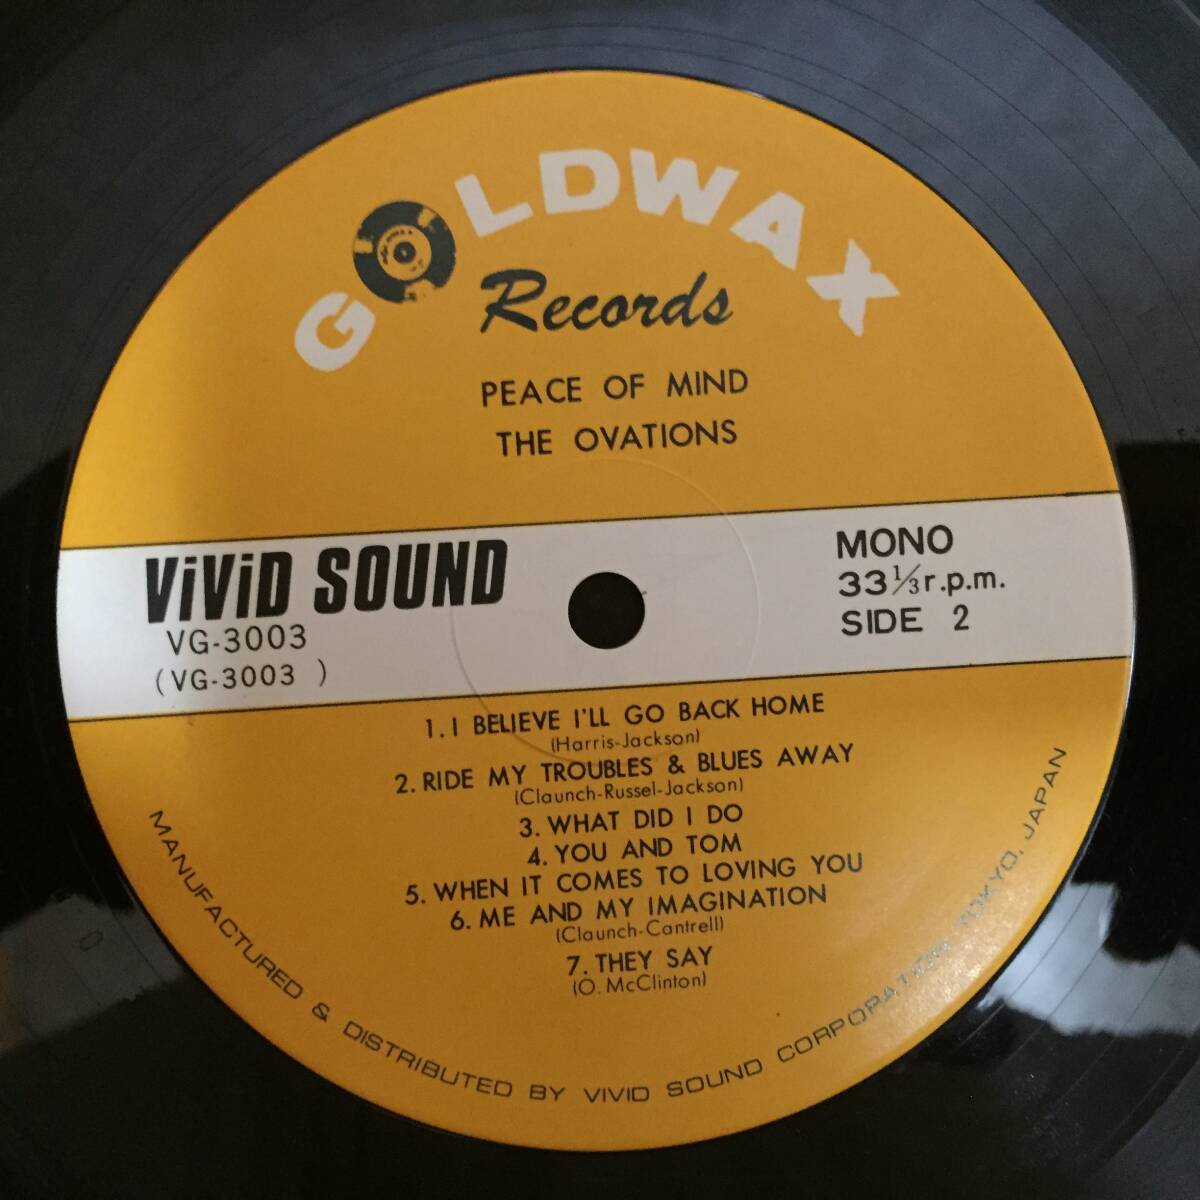 GOLDWAX
Records
PEACE OF MIND
THE OVATIONS
ViViD SOUND
VG-3003
(VG-3003 )
MONO
33 1/3 r.p.m.
SIDE 2
1. I BELIEVE I'LL GO BACK HOME
(Harris-Jackson)
2. RIDE MY TROUBLES & BLUES AWAY
(Claunch-Russel-Jackson)
3. WHAT DID I DO
4. YOU AND TOM
5. WHEN IT COMES TO LOVING YOU
6. ME AND MY IMAGINATION
(Claunch-Cantrell)
7. THEY SAY
(O. McClinton)
MANUFACTURED & DISTRIBUTED BY VIVID SOUND CORPORATION TOKYO, JAPAN